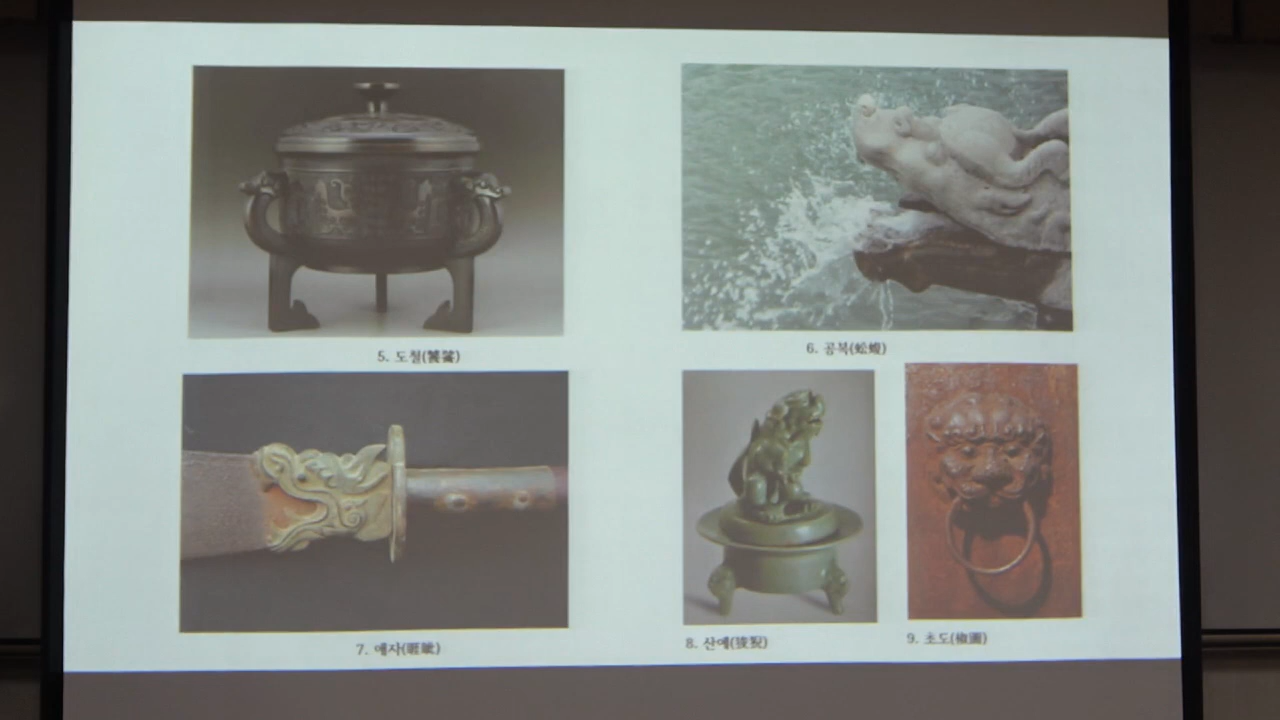 5. 도철(饕餮)
6. 공복(蚣蝮)
7. 애자(睚眦)
8. 산예(狻猊)
9. 초도(椒圖)